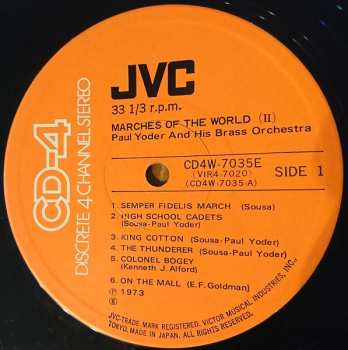 CD-4
DISCRETE 4 CHANNEL STEREO
JVC
33 1/3 r.p.m.
MARCHES OF THE WORLD (II)
Paul Yoder And His Brass Orchestra
CD4W-7035E
(VIR4-7020)
(CD4W-7035-A)
SIDE 1
1. SEMPER FIDELIS MARCH (Sousa)
2. HIGH SCHOOL CADETS
(Sousa-Paul Yoder)
3. KING COTTON (Sousa-Paul Yoder)
4. THE THUNDERER (Sousa-Paul Yoder)
5. COLONEL BOGEY
(Kenneth J. Alford)
6. ON THE MALL (E.F.Goldman)
Ⓟ1973
JVC-TRADE MARK REGISTERED. VICTOR MUSICAL INDUSTRIES, INC.,
TOKYO. MADE IN JAPAN. ALL RIGHTS RESERVED.